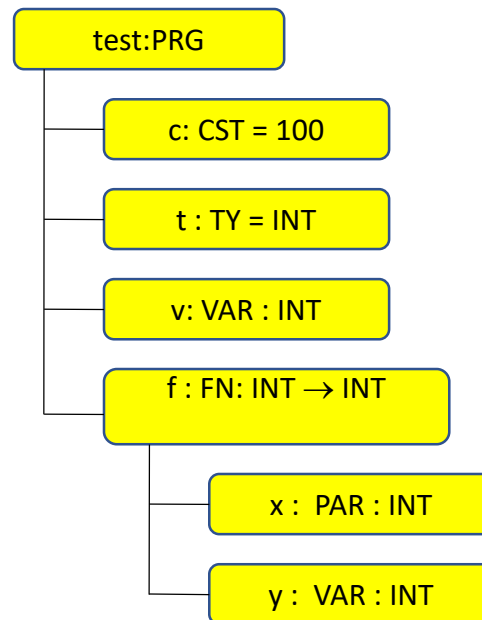 test:PRG
c: CST = 100
t : TY = INT
v: VAR : INT
f : FN: INT → INT
x :  PAR : INT
y :  VAR : INT